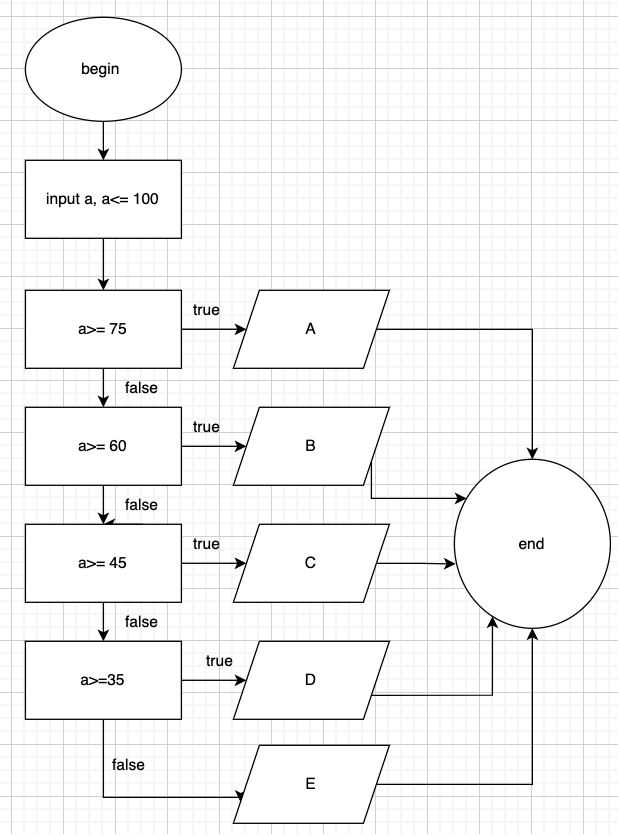 begin
input a, a<= 100
a>= 75
true
A
false
a>= 60
true
B
false
a>= 45
true
C
end
false
a>=35
true
D
false
E